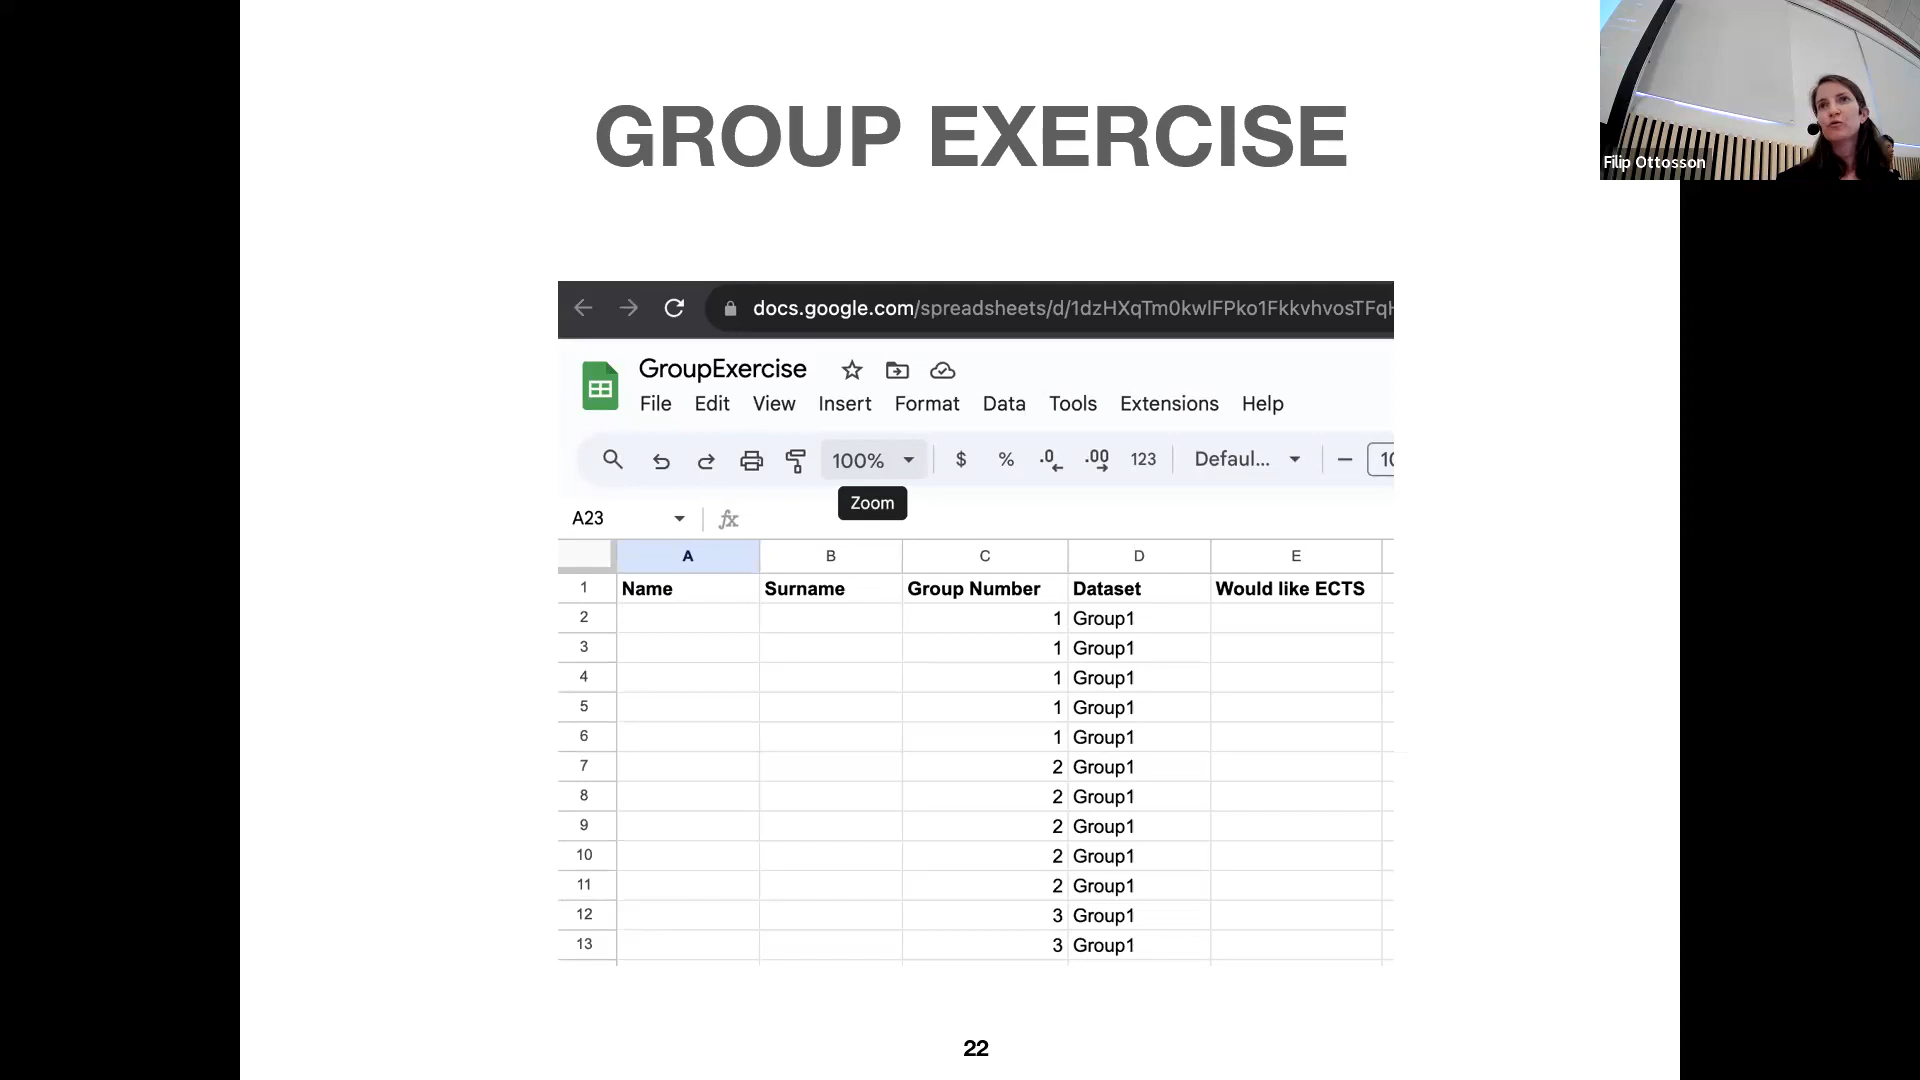 GROUP EXERCISE
Filip Ottosson
docs.google.com/spreadsheets/d/1dzHXqTm0kwlFPko1FkkvhvosTFqH
GroupExercise
File Edit View Insert Format Data Tools Extensions Help
100% $ % .0 .00 123 Defaul... 10
Zoom
A23 fx
A B C D E
1 Name Surname Group Number Dataset Would like ECTS
2 1 Group1
3 1 Group1
4 1 Group1
5 1 Group1
6 1 Group1
7 2 Group1
8 2 Group1
9 2 Group1
10 2 Group1
11 2 Group1
12 3 Group1
13 3 Group1
22